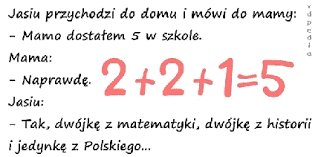 Jasiu przychodzi do domu i mówi do mamy:
- Mamo dostałem 5 w szkole.
Mama:
- Naprawdę.
2+2+1=5
Jasiu:
- Tak, dwójkę z matematyki, dwójkę z historii
i jedynkę z Polskiego...